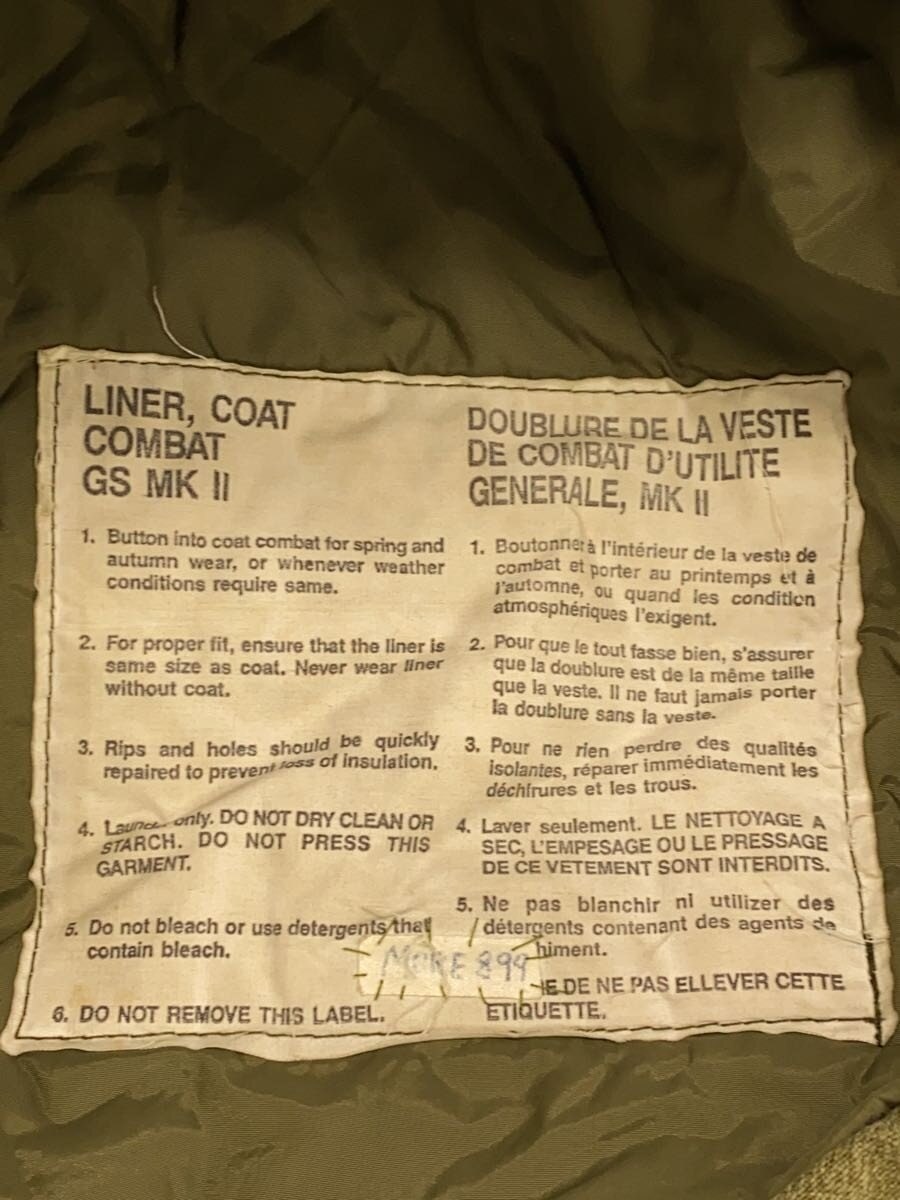 LINER, COAT
COMBAT
GS MK II
1. Button into coat combat for spring and
autumn wear, or whenever weather
conditions require same.
2. For proper fit, ensure that the liner is
same size as coat. Never wear liner
without coat.
3. Rips and holes should be quickly
repaired to prevent loss of insulation.
4. only. DO NOT DRY CLEAN OR
STARCH. DO NOT PRESS THIS
GARMENT.
5. Do not bleach or use detergents that
contain bleach.
6. DO NOT REMOVE THIS LABEL.
DOUBLURE DE LA VESTE
DE COMBAT D'UTILITE
GENERALE, MK II
1. Boutonner à l'intérieur de la veste de
combat et porter au printemps et à
l'automne, ou quand les condition
atmosphériques l'exigent.
2. Pour que le tout fasse bien, s'assurer
que la doublure est de la même taille
que la veste. Il ne faut jamais porter
la doublure sans la veste.
3. Pour ne rien perdre des qualités
isolantes, réparer immédiatement les
déchirures et les trous.
4. Laver seulement. LE NETTOYAGE A
SEC, L'EMPESAGE OU LE PRESSAGE
DE CE VETEMENT SONT INTERDITS.
5. Ne pas blanchir ni utiliser des
détergents contenant des agents de
himent.
DE NE PAS ELLEVER CETTE
ETIQUETTE.
899